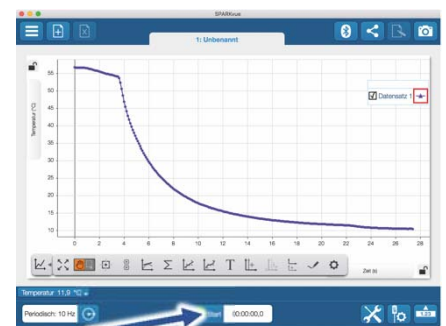 SPARKvue
1: Unbenannt
Temperatur (°C)
55
50
45
40
35
30
25
20
15
10
0 2 4 6 8 10 12 14 16 18 20 22 24 26 28
Datensatz 1
Zeit (s)
Σ T
Temperatur 11,9 °C
Periodisch: 10 Hz
Start
00:00:00,0
1.23